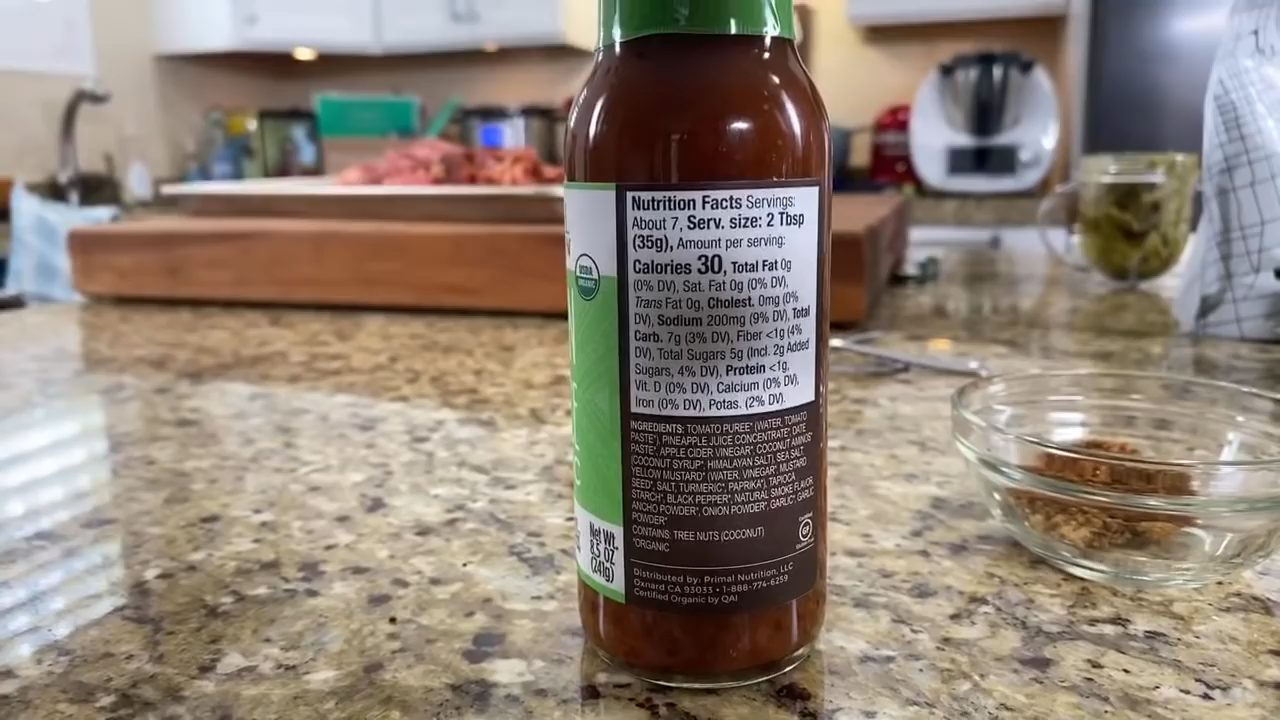 USDA
ORGANIC
Nutrition Facts Servings:
About 7, Serv. size: 2 Tbsp
(35g), Amount per serving:
Calories 30, Total Fat 0g
(0% DV), Sat. Fat 0g (0% DV),
Trans Fat 0g, Cholest. 0mg (0%
DV), Sodium 200mg (9% DV), Total
Carb. 7g (3% DV), Fiber <1g (4%
DV), Total Sugars 5g (Incl. 2g Added
Sugars, 4% DV), Protein <1g,
Vit. D (0% DV), Calcium (0% DV),
Iron (0% DV), Potas. (2% DV).
INGREDIENTS: TOMATO PUREE* (WATER, TOMATO
PASTE*), PINEAPPLE JUICE CONCENTRATE*, DATE
PASTE*, APPLE CIDER VINEGAR*, COCONUT AMINOS*
(COCONUT SYRUP*, HIMALAYAN SALT), SEA SALT,
YELLOW MUSTARD* (WATER, VINEGAR*, MUSTARD
SEED*, SALT, TURMERIC*, PAPRIKA*), TAPIOCA
STARCH*, BLACK PEPPER*, NATURAL SMOKE FLAVOR,
ANCHO POWDER*, ONION POWDER*, GARLIC*, GARLIC
POWDER*
CONTAINS: TREE NUTS (COCONUT)
*ORGANIC
GF
Distributed by: Primal Nutrition, LLC
Oxnard CA 93033 • 1-888-774-6259
Certified Organic by QAI
Net Wt.
8.5 OZ
(241g)